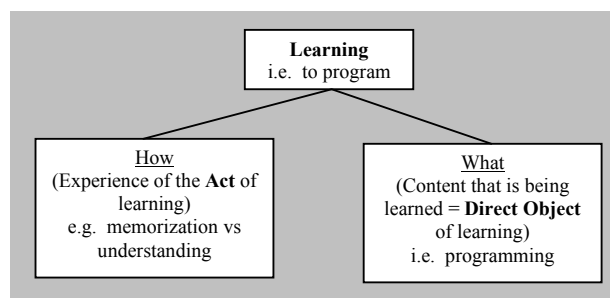 Learning
i.e. to program
How
(Experience of the Act of
learning)
e.g. memorization vs
understanding
What
(Content that is being
learned = Direct Object
of learning)
i.e. programming